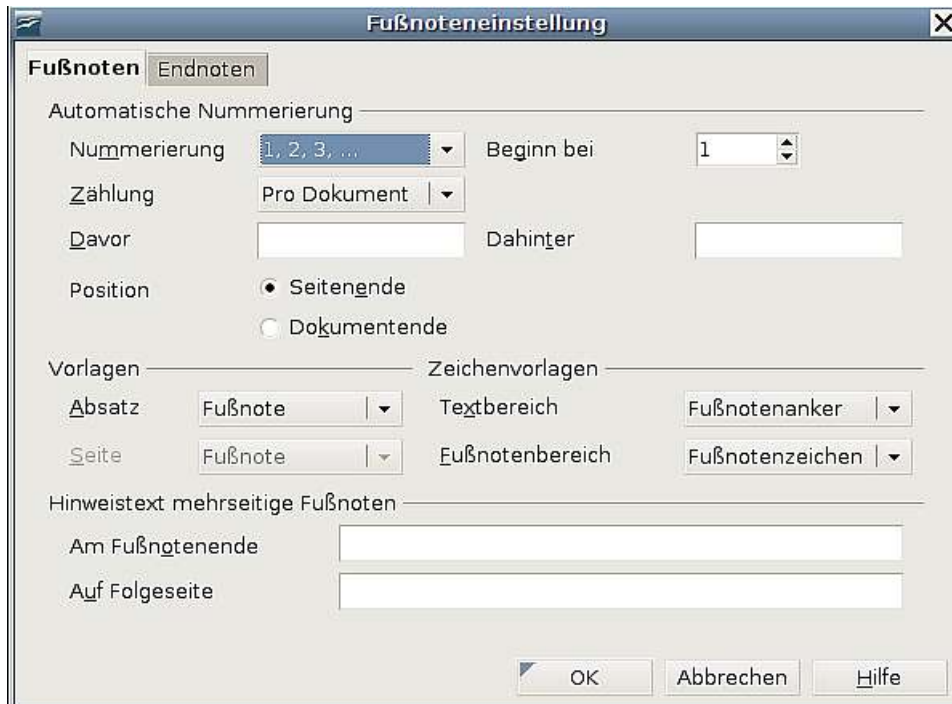 Fußnoteneinstellung
Fußnoten Endnoten
Automatische Nummerierung
Nummerierung 1, 2, 3, ... Beginn bei 1
Zählung Pro Dokument
Davor Dahinter
Position Seitenende
Dokumentende
Vorlagen Zeichenvorlagen
Absatz Fußnote Textbereich Fußnotenanker
Seite Fußnote Fußnotenbereich Fußnotenzeichen
Hinweistext mehrseitige Fußnoten
Am Fußnotenende
Auf Folgeseite
OK Abbrechen Hilfe